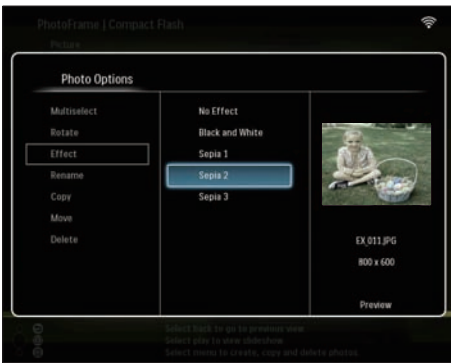 PhotoFrame | Compact Flash
Picture
Photo Options
Multiselect
Rotate
Effect
Rename
Copy
Move
Delete
No Effect
Black and White
Sepia 1
Sepia 2
Sepia 3
EX_011.JPG
800 x 600
Preview
Select back to go to previous view
Select play to view slideshow
Select menu to create, copy and delete photos.